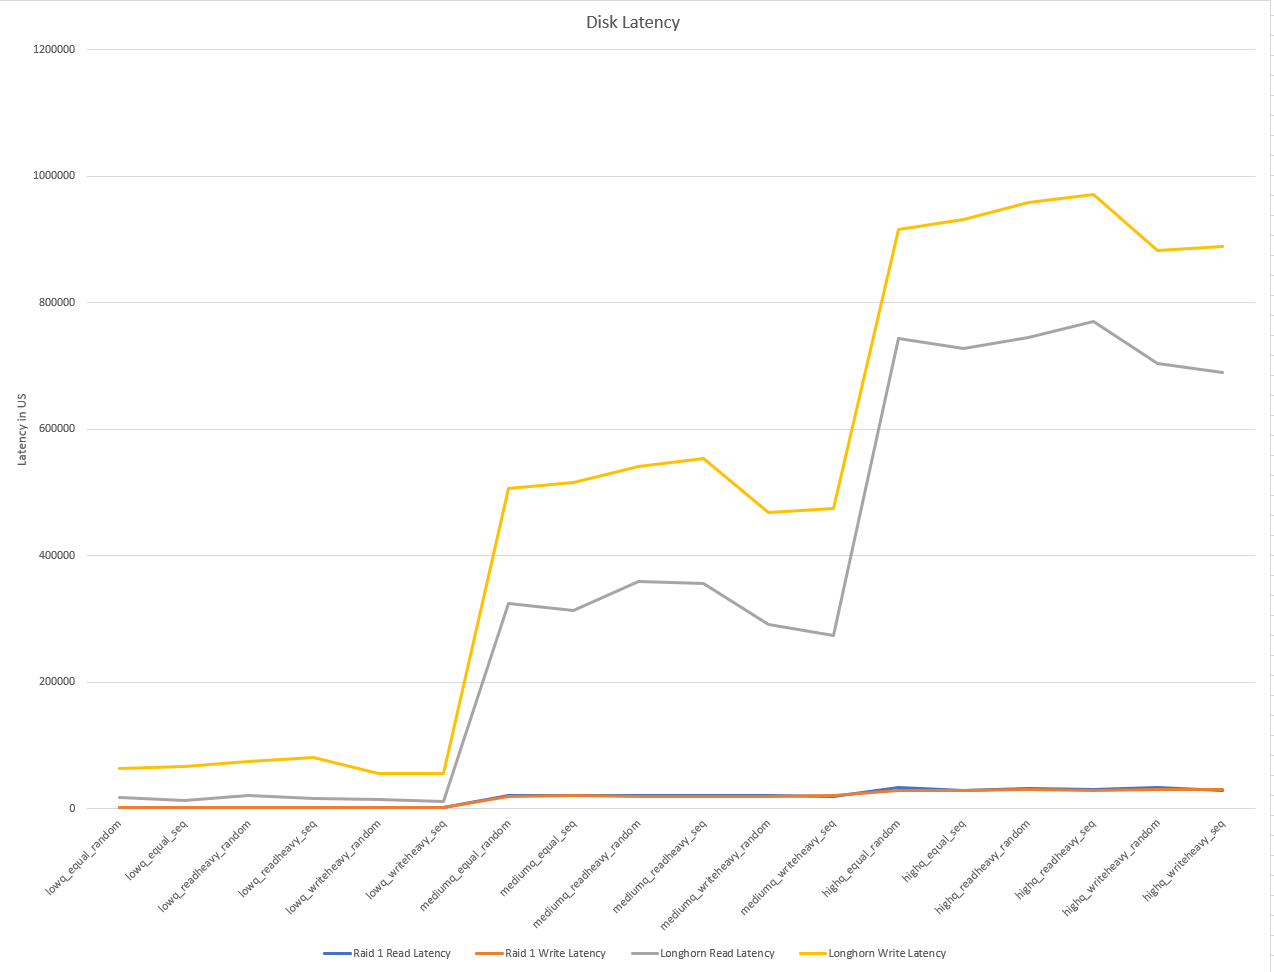 Disk Latency
1200000
1000000
800000
600000
400000
200000
0
Latency in US
lowq_equal_random
lowq_equal_seq
lowq_readheavy_random
lowq_readheavy_seq
lowq_writeheavy_random
lowq_writeheavy_seq
mediumq_equal_random
mediumq_equal_seq
mediumq_readheavy_random
mediumq_readheavy_seq
mediumq_writeheavy_random
mediumq_writeheavy_seq
highq_equal_random
highq_equal_seq
highq_readheavy_random
highq_readheavy_seq
highq_writeheavy_random
highq_writeheavy_seq
Raid 1 Read Latency Raid 1 Write Latency Longhorn Read Latency Longhorn Write Latency